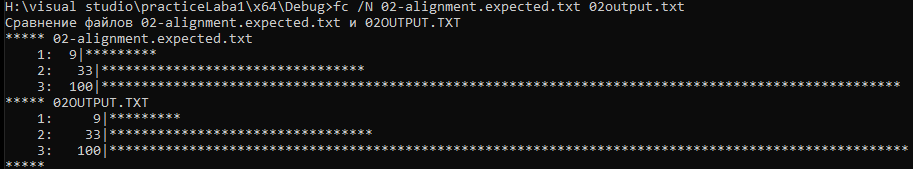 H:\visual studio\practiceLaba1\x64\Debug>fc /N 02-alignment.expected.txt 02output.txt
Сравнение файлов 02-alignment.expected.txt и 02OUTPUT.TXT
***** 02-alignment.expected.txt
    1:  9|*********
    2:   33|*********************************
    3:  100|****************************************************************************************************
***** 02OUTPUT.TXT
    1:     9|*********
    2:    33|*********************************
    3:   100|****************************************************************************************************
*****